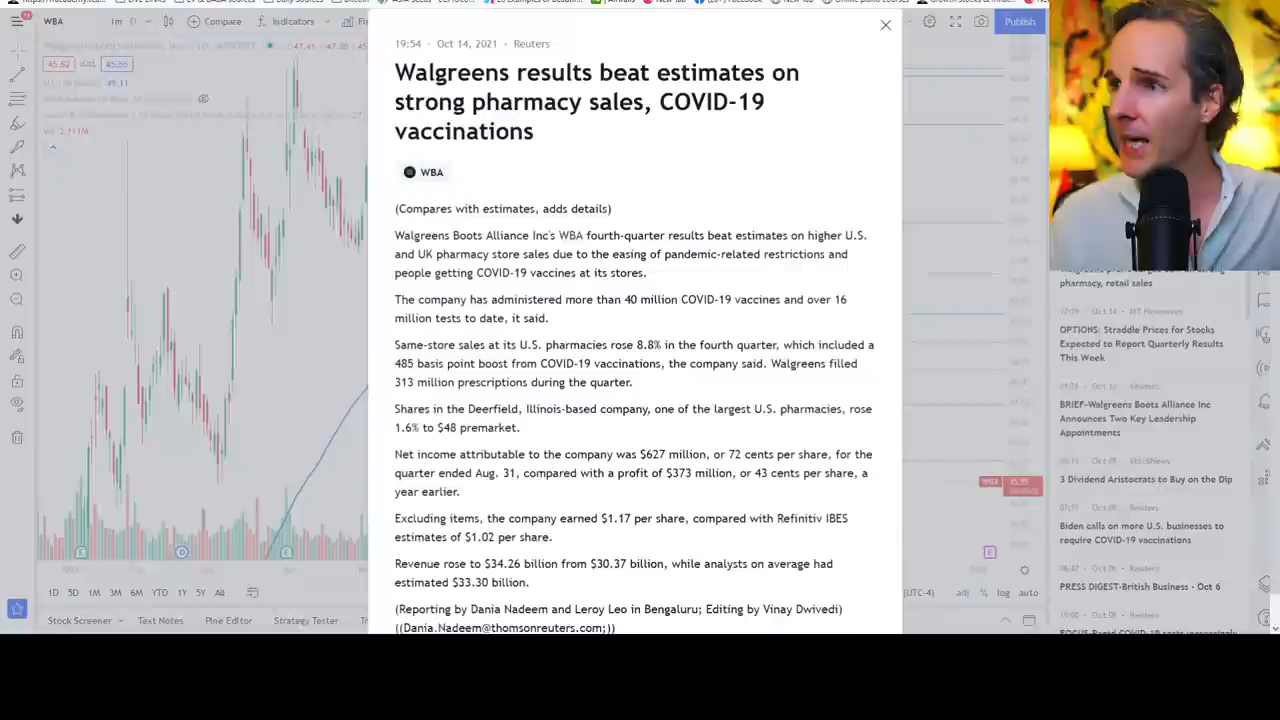 WBA
Compare
Indicators
Publish
45.52
45.55
45.11
19:54 · Oct 14, 2021 · Reuters
Walgreens results beat estimates on
strong pharmacy sales, COVID-19
vaccinations
WBA
(Compares with estimates, adds details)
Walgreens Boots Alliance Inc's WBA fourth-quarter results beat estimates on higher U.S.
and UK pharmacy store sales due to the easing of pandemic-related restrictions and
people getting COVID-19 vaccines at its stores.
The company has administered more than 40 million COVID-19 vaccines and over 16
million tests to date, it said.
Same-store sales at its U.S. pharmacies rose 8.8% in the fourth quarter, which included a
485 basis point boost from COVID-19 vaccinations, the company said. Walgreens filled
313 million prescriptions during the quarter.
Shares in the Deerfield, Illinois-based company, one of the largest U.S. pharmacies, rose
1.6% to $48 premarket.
Net income attributable to the company was $627 million, or 72 cents per share, for the
quarter ended Aug. 31, compared with a profit of $373 million, or 43 cents per share, a
year earlier.
Excluding items, the company earned $1.17 per share, compared with Refinitiv IBES
estimates of $1.02 per share.
Revenue rose to $34.26 billion from $30.37 billion, while analysts on average had
estimated $33.30 billion.
(Reporting by Dania Nadeem and Leroy Leo in Bengaluru; Editing by Vinay Dwivedi)
((Dania.Nadeem@thomsonreuters.com;))
pharmacy, retail sales
OPTIONS: Straddle Prices for Stocks
Expected to Report Quarterly Results
This Week
BRIEF-Walgreens Boots Alliance Inc
Announces Two Key Leadership
Appointments
3 Dividend Aristocrats to Buy on the Dip
Biden calls on more U.S. businesses to
require COVID-19 vaccinations
PRESS DIGEST-British Business - Oct 6
1D 5D 1M 3M 6M YTD 1Y 5Y All
(UTC-4) adj % log auto
Stock Screener
Text Notes
Pine Editor
Strategy Tester